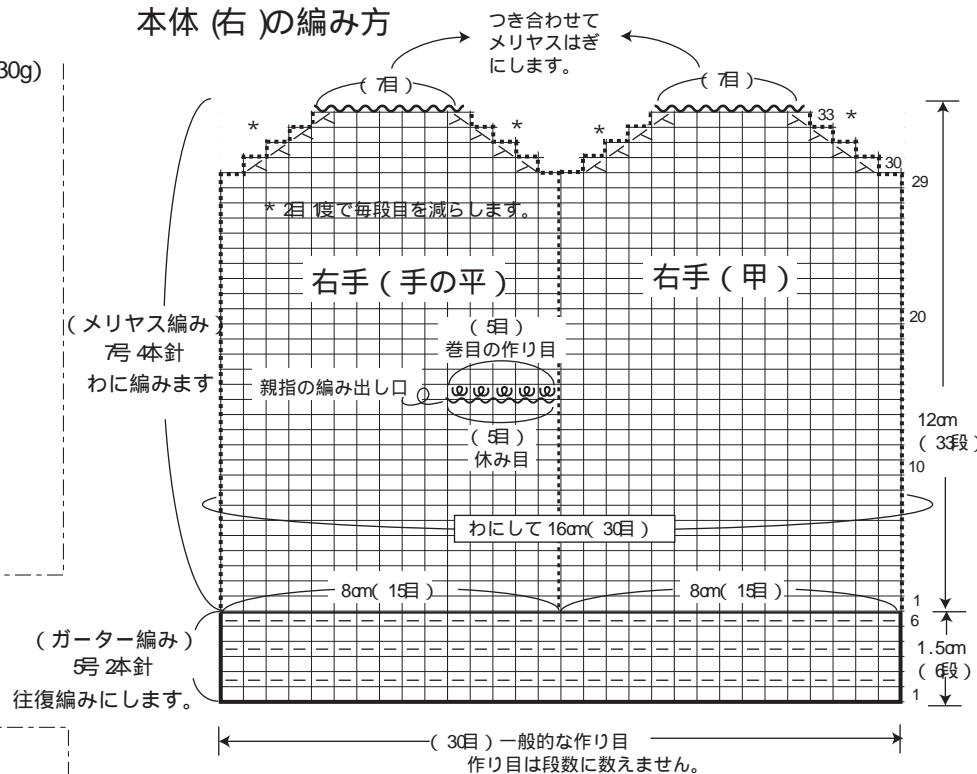 本体(右)の編み方
30g)
つき合わせて
メリヤスはぎ
にします。
(7目)
(7目)
*
*
*
33 *
30
29
* 2目1度で毎段目を減らします。
右手(手の平)
右手(甲)
20
(メリヤス編み)
7号4本針
わに編みます
(5目)
巻目の作り目
親指の編み出し口
(5目)
休み目
12cm
(33段)
10
わにして16cm(30目)
8cm(15目)
8cm(15目)
1
6
(ガーター編み)
5号2本針
往復編みにします。
1.5cm
(6段)
1
(30目)一般的な作り目
作り目は段数に数えません。